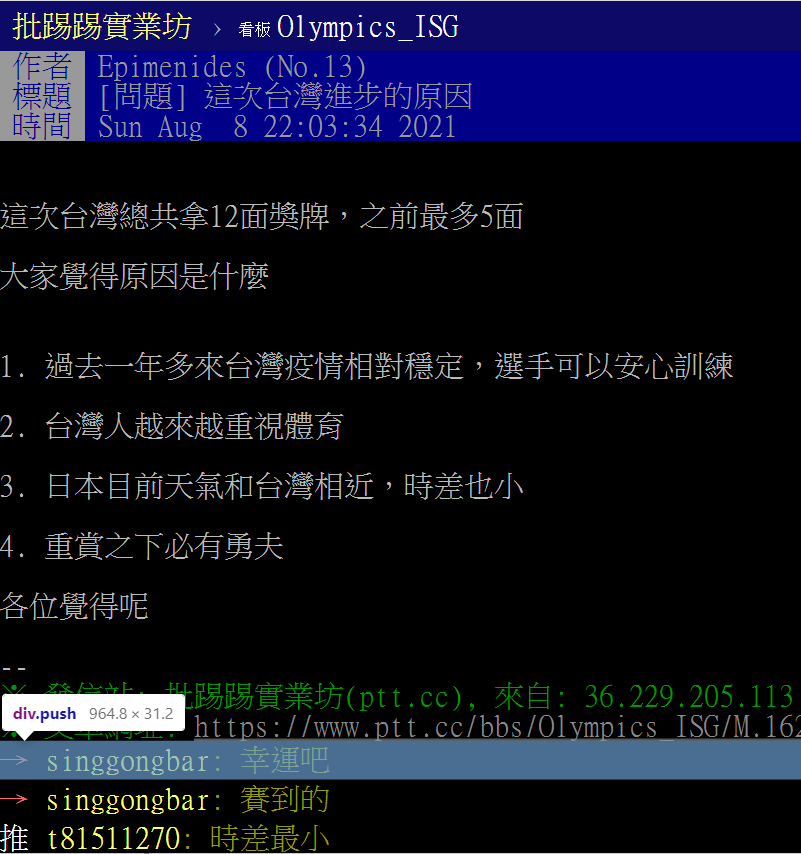 批踢踢實業坊 › 看板 Olympics_ISG
作者 Epimenides (No.13)
標題 [問題] 這次台灣進步的原因
時間 Sun Aug  8 22:03:34 2021
這次台灣總共拿12面獎牌，之前最多5面
大家覺得原因是什麼
1. 過去一年多來台灣疫情相對穩定，選手可以安心訓練
2. 台灣人越來越重視體育
3. 日本目前天氣和台灣相近，時差也小
4. 重賞之下必有勇夫
各位覺得呢
--
※ 發信站: 批踢踢實業坊(ptt.cc), 來自: 36.229.205.113
div.push 964.8 × 31.2
※ 文章網址: https://www.ptt.cc/bbs/Olympics_ISG/M.162
→ singgongbar: 幸運吧
→ singgongbar: 賽到的
推 t81511270: 時差最小